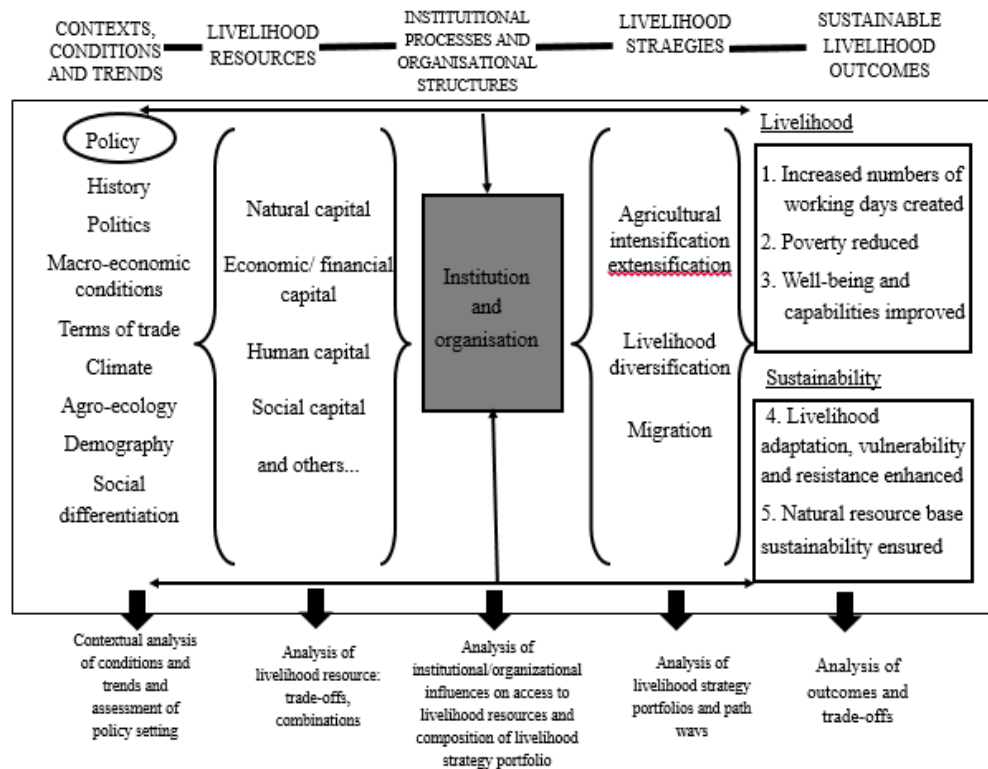 CONTEXTS,
CONDITIONS
AND TRENDS
LIVELIHOOD
RESOURCES
INSTITUTIONAL
PROCESSES AND
ORGANISATIONAL
STRUCTURES
LIVELIHOOD
STRAEGIES
SUSTAINABLE
LIVELIHOOD
OUTCOMES
Policy
History
Politics
Macro-economic
conditions
Terms of trade
Climate
Agro-ecology
Demography
Social
differentiation
Natural capital
Economic/ financial
capital
Human capital
Social capital
and others...
Institution
and
organisation
Agricultural
intensification
extensification
Livelihood
diversification
Migration
Livelihood
1. Increased numbers of
working days created
2. Poverty reduced
3. Well-being and
capabilities improved
Sustainability
4. Livelihood
adaptation, vulnerability
and resistance enhanced
5. Natural resource base
sustainability ensured
Contextual analysis
of conditions and
trends and
assessment of
policy setting
Analysis of
livelihood resource:
trade-offs,
combinations
Analysis of
institutional/organizational
influences on access to
livelihood resources and
composition of livelihood
strategy portfolio
Analysis of
livelihood strategy
portfolios and path
ways
Analysis of
outcomes and
trade-offs